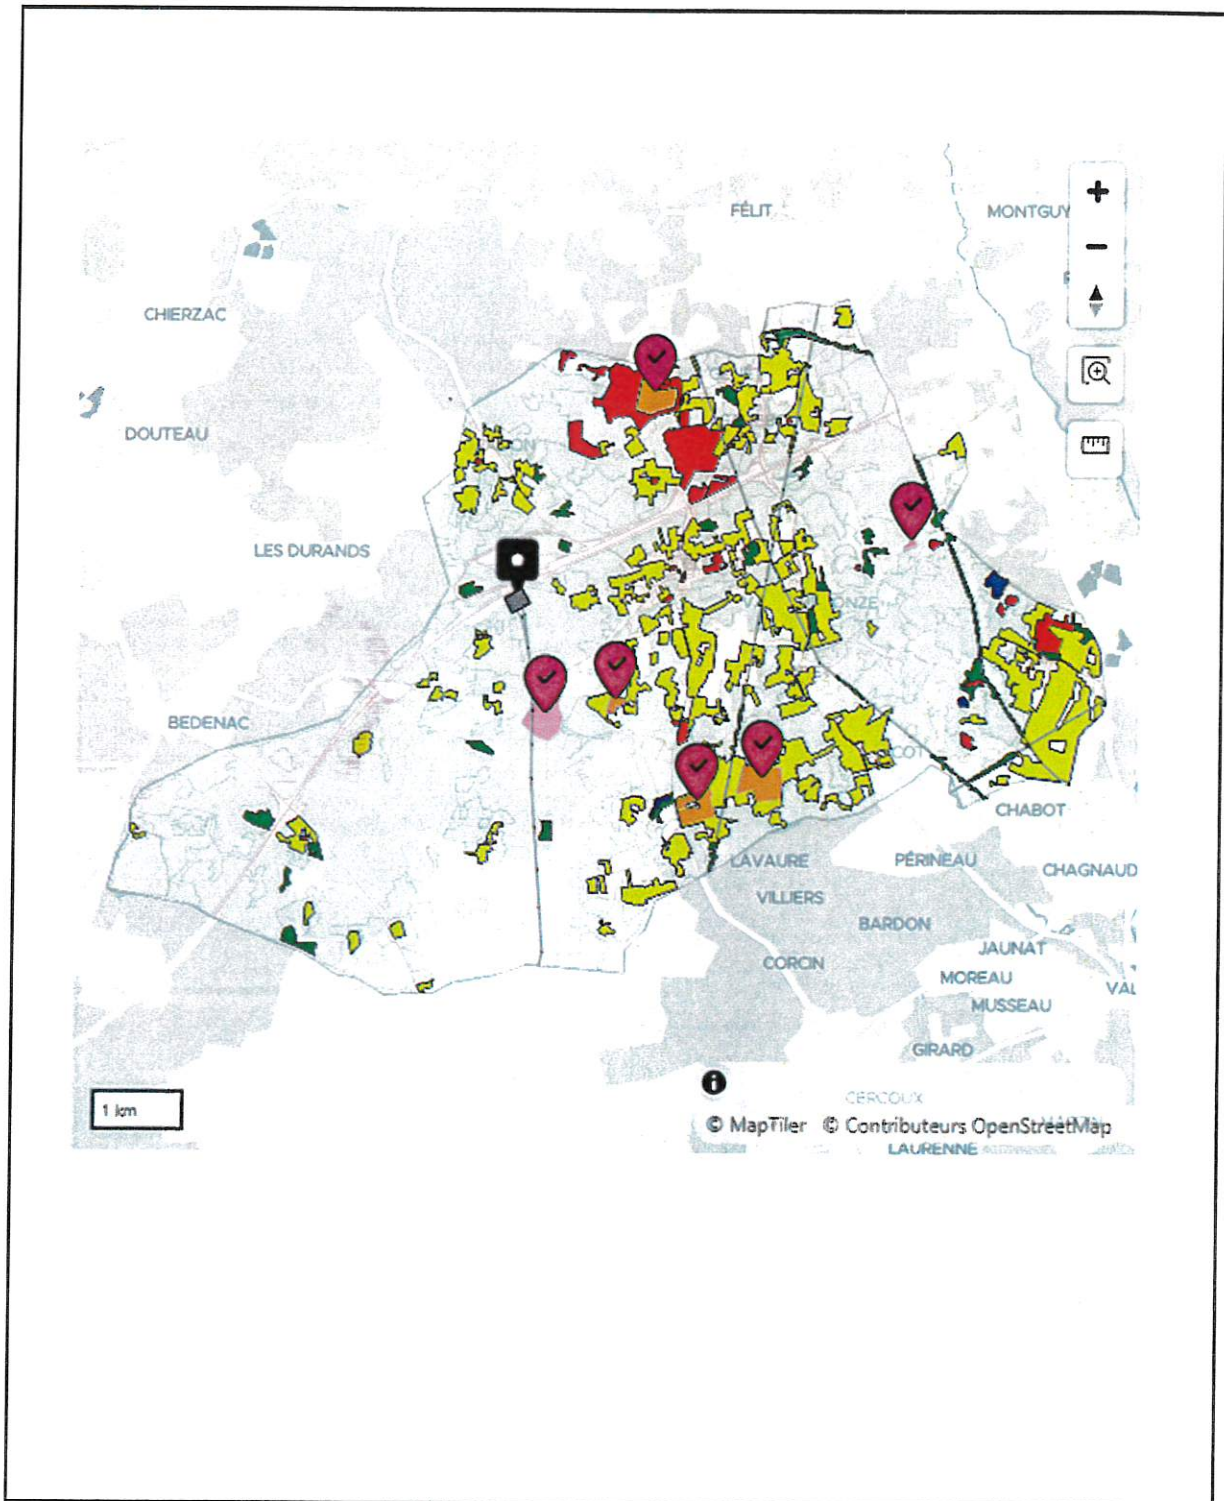 FÉLIT
MONTGUY
CHIERZAC
DOUTEAU
LES DURANDS
BEDENAC
CHABOT
LAVAURE
PÉRINEAU
CHAGNAUD
VILLIERS
BARDON
JAUNAT
CORCIN
MOREAU
VAL
MUSSEAU
GIRARD
1 km
CERCOUX
© MapTiler © Contributeurs OpenStreetMap
LAURENNE